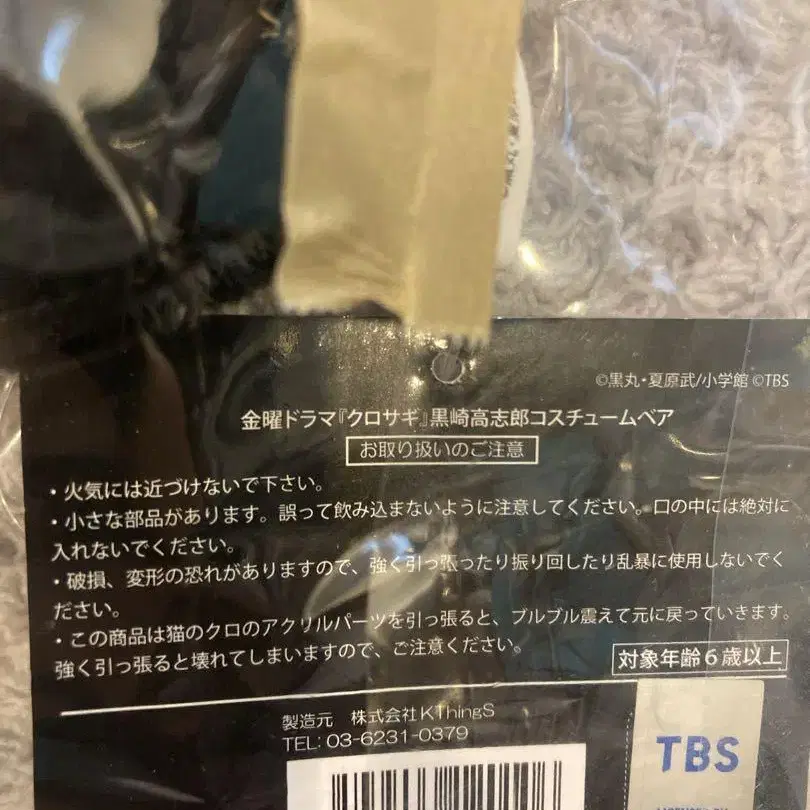 ©黒丸・夏原武/小学館 ©TBS
金曜ドラマ『クロサギ』黒崎高志郎コスチュームベア
お取り扱いのご注意
・火気には近づけないで下さい。
・小さな部品があります。誤って飲み込まないように注意してください。口の中には絶対に
入れないでください。
・破損、変形の恐れがありますので、強く引っ張ったり振り回したり乱暴に使用しないでく
ださい。
・この商品は猫のクロのアクリルパーツを引っ張ると、ブルブル震えて元に戻っていきます。
強く引っ張ると壊れてしまいますので、ご注意ください。
対象年齢6歳以上
製造元 株式会社KThingS
TEL: 03-6231-0379
TBS